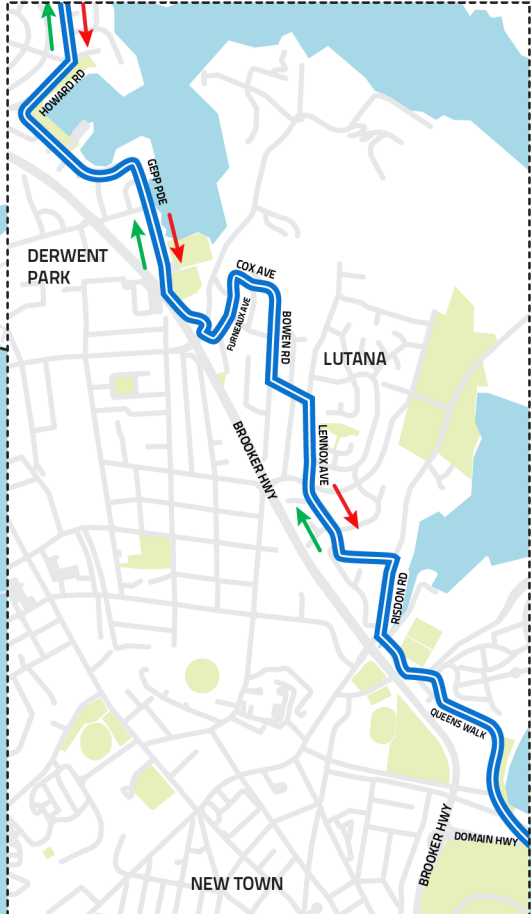 HOWARD RD
GEPP PDE
DERWENT
PARK
COX AVE
FURNEAUX AVE
BOWEN RD
LUTANA
BROOKER HWY
LENNOX AVE
RISDON RD
QUEENS WALK
BROOKER HWY
DOMAIN HWY
NEW TOWN